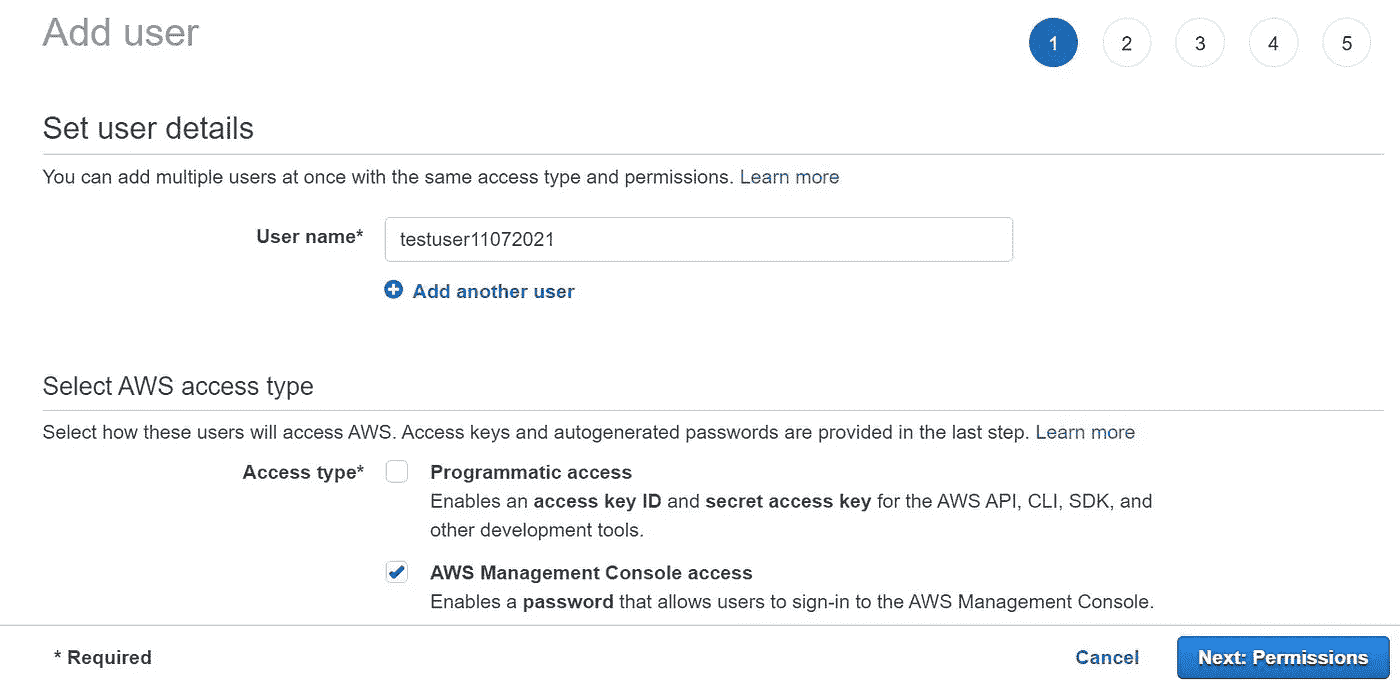 Add user
1 2 3 4 5
Set user details
You can add multiple users at once with the same access type and permissions. Learn more
User name*
testuser11072021
Add another user
Select AWS access type
Select how these users will access AWS. Access keys and autogenerated passwords are provided in the last step. Learn more
Access type*
Programmatic access
Enables an access key ID and secret access key for the AWS API, CLI, SDK, and
other development tools.
AWS Management Console access
Enables a password that allows users to sign-in to the AWS Management Console.
* Required
Cancel
Next: Permissions